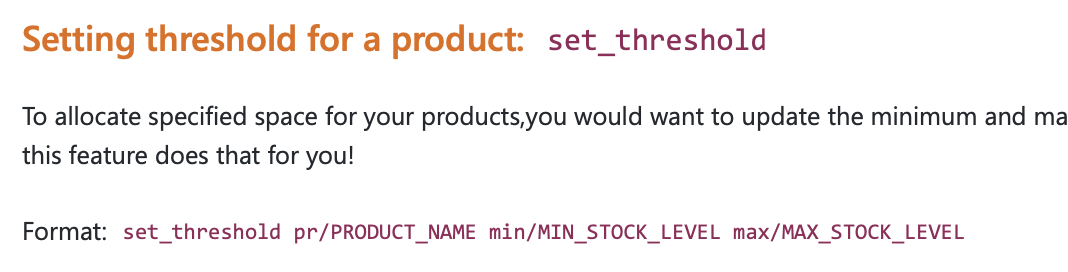 Setting threshold for a product: set_threshold
To allocate specified space for your products,you would want to update the minimum and ma
this feature does that for you!
Format: set_threshold pr/PRODUCT_NAME min/MIN_STOCK_LEVEL max/MAX_STOCK_LEVEL